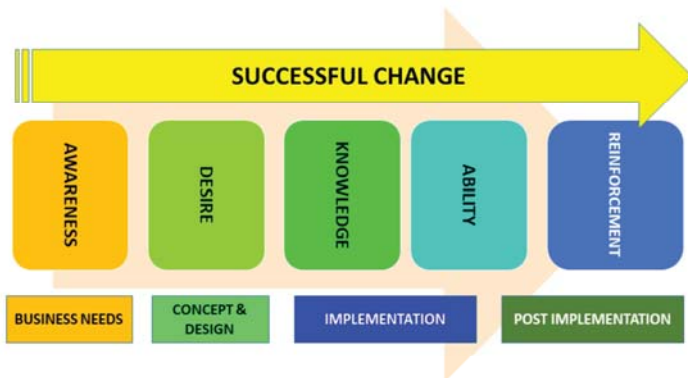 SUCCESSFUL CHANGE
AWARENESS
DESIRE
KNOWLEDGE
ABILITY
REINFORCEMENT
BUSINESS NEEDS
CONCEPT &
DESIGN
IMPLEMENTATION
POST IMPLEMENTATION